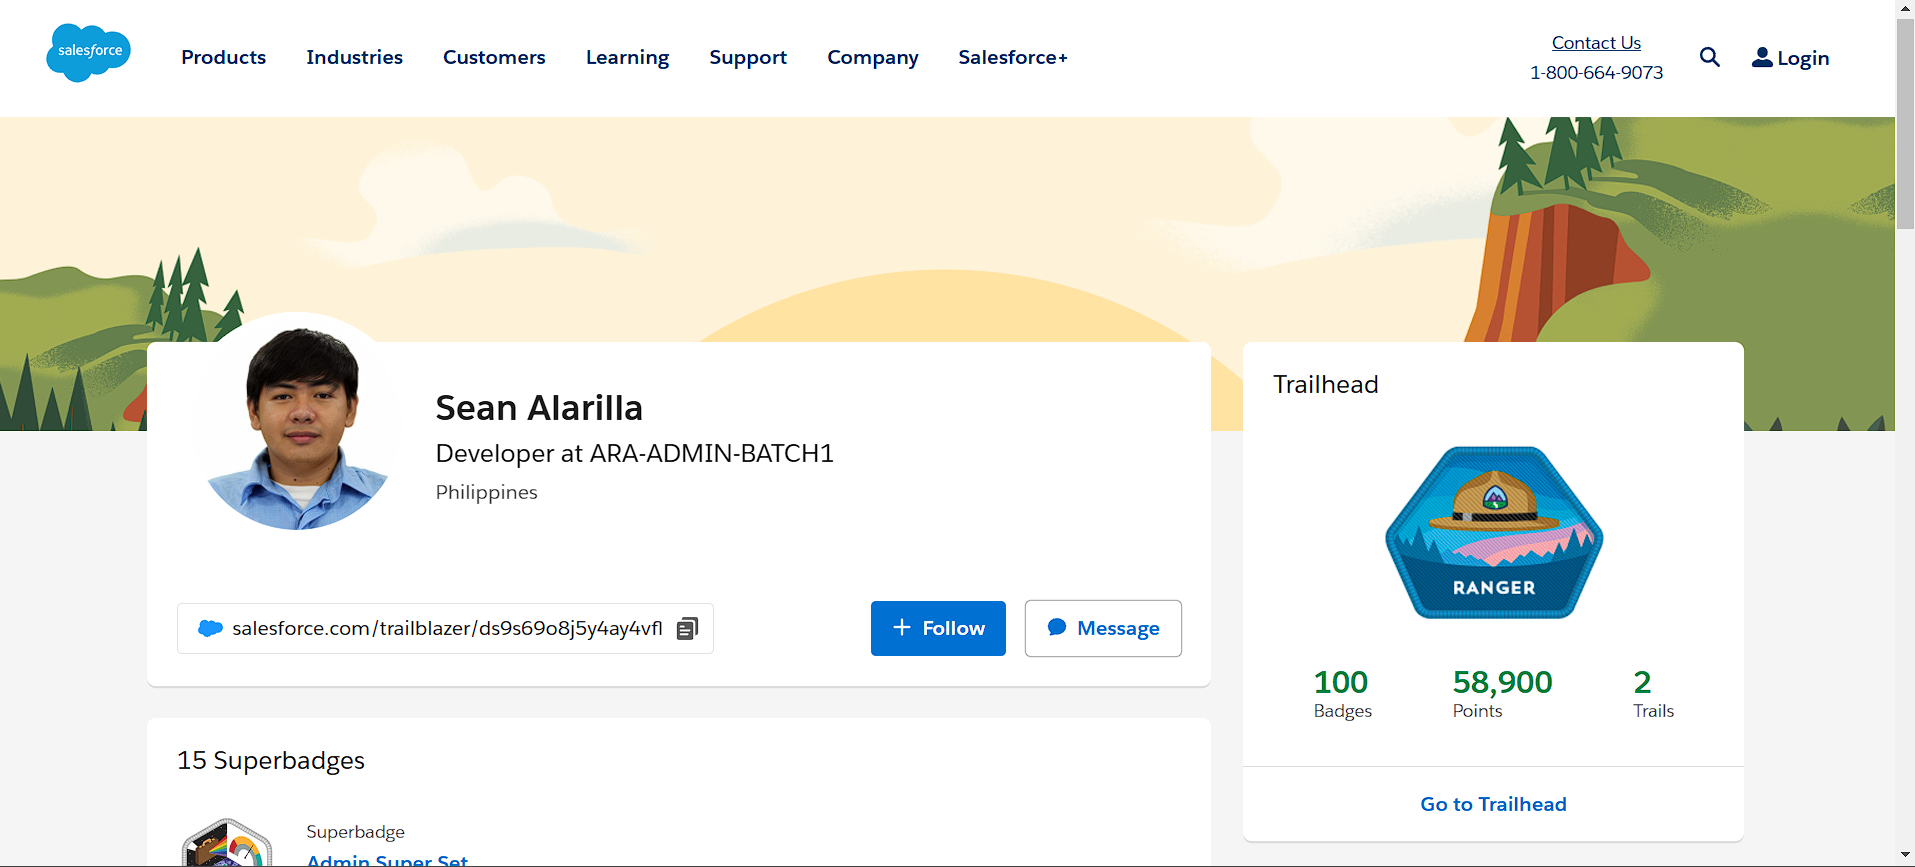 salesforce
Products Industries Customers Learning Support Company Salesforce+
Contact Us
1-800-664-9073
Login
Sean Alarilla
Developer at ARA-ADMIN-BATCH1
Philippines
salesforce.com/trailblazer/ds9s69o8j5y4ay4vfl
+ Follow
Message
Trailhead
RANGER
100 58,900 2
Badges Points Trails
Go to Trailhead
15 Superbadges
Superbadge
Admin Super Set